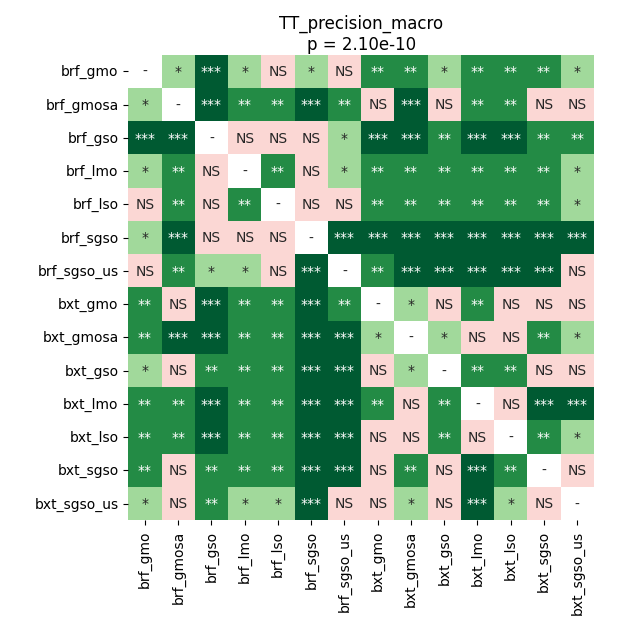 TT_precision_macro
p = 2.10e-10
brf_gmo - * *** * NS * NS ** ** * ** ** ** *
brf_gmosa * - *** ** ** *** ** NS *** NS ** ** NS NS
brf_gso *** *** - NS NS NS * *** *** ** *** *** ** **
brf_lmo * ** NS - ** NS * ** ** ** ** ** ** *
brf_lso NS ** NS ** - NS NS ** ** ** ** ** ** *
brf_sgso * *** NS NS NS - *** *** *** *** *** *** *** ***
brf_sgso_us NS ** * * NS *** - ** *** *** *** *** *** NS
bxt_gmo ** NS *** ** ** *** ** - * NS ** NS NS NS
bxt_gmosa ** *** *** ** ** *** *** * - * NS NS ** *
bxt_gso * NS ** ** ** *** *** NS * - ** ** NS NS
bxt_lmo ** ** *** ** ** *** *** ** NS ** - NS *** ***
bxt_lso ** ** *** ** ** *** *** NS NS ** NS - ** *
bxt_sgso ** NS ** ** ** *** *** NS ** NS *** ** - NS
bxt_sgso_us * NS ** * * *** NS NS * NS *** * NS -
brf_gmo brf_gmosa brf_gso brf_lmo brf_lso brf_sgso brf_sgso_us bxt_gmo bxt_gmosa bxt_gso bxt_lmo bxt_lso bxt_sgso bxt_sgso_us